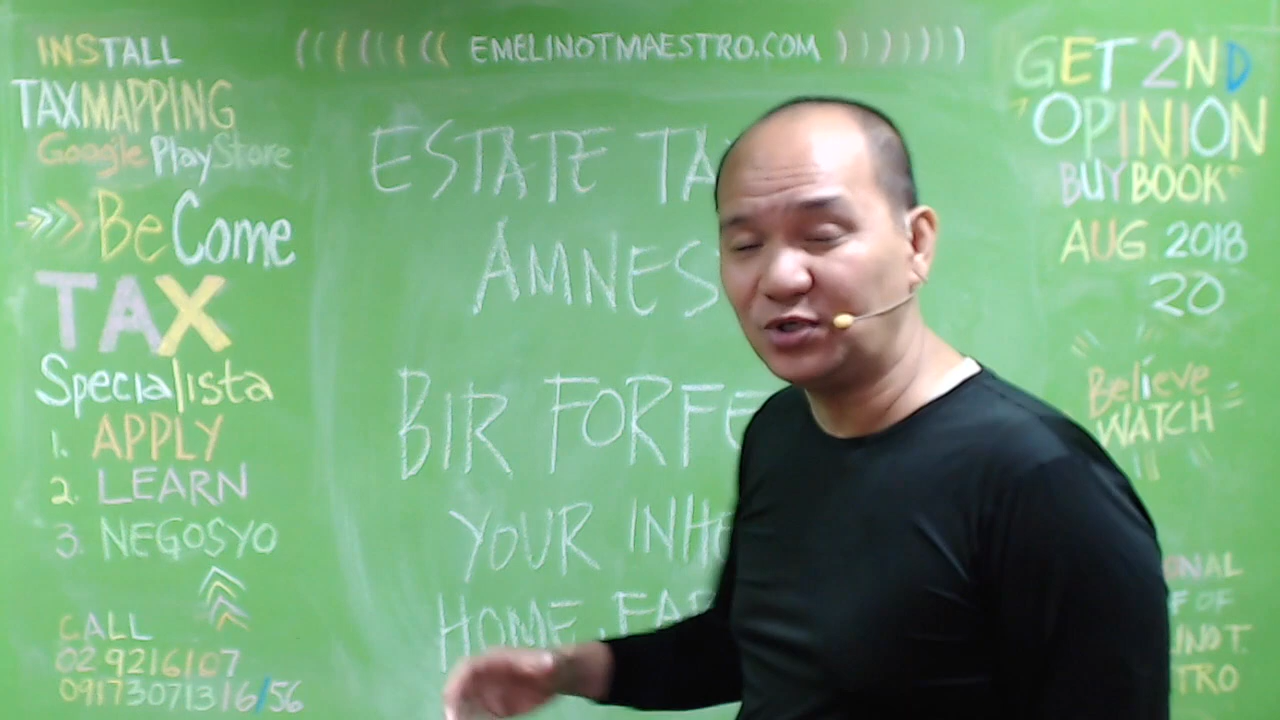 INSTALL
TAXMAPPING
Google PlayStore
>>> BeCome
TAX
Specialista
1. APPLY
2. LEARN
3. NEGOSYO
CALL
02 9216107
09173071316/56
((((((( EMELINOTMAESTRO.COM )))))))
ESTATE TA
AMNES
BIR FORFE
YOUR INHE
HOME, FAR
GET 2ND
"OPINION
BUY BOOK"
AUG 2018
20
Believe
WATCH
ONAL
F OF
INO T.
TRO